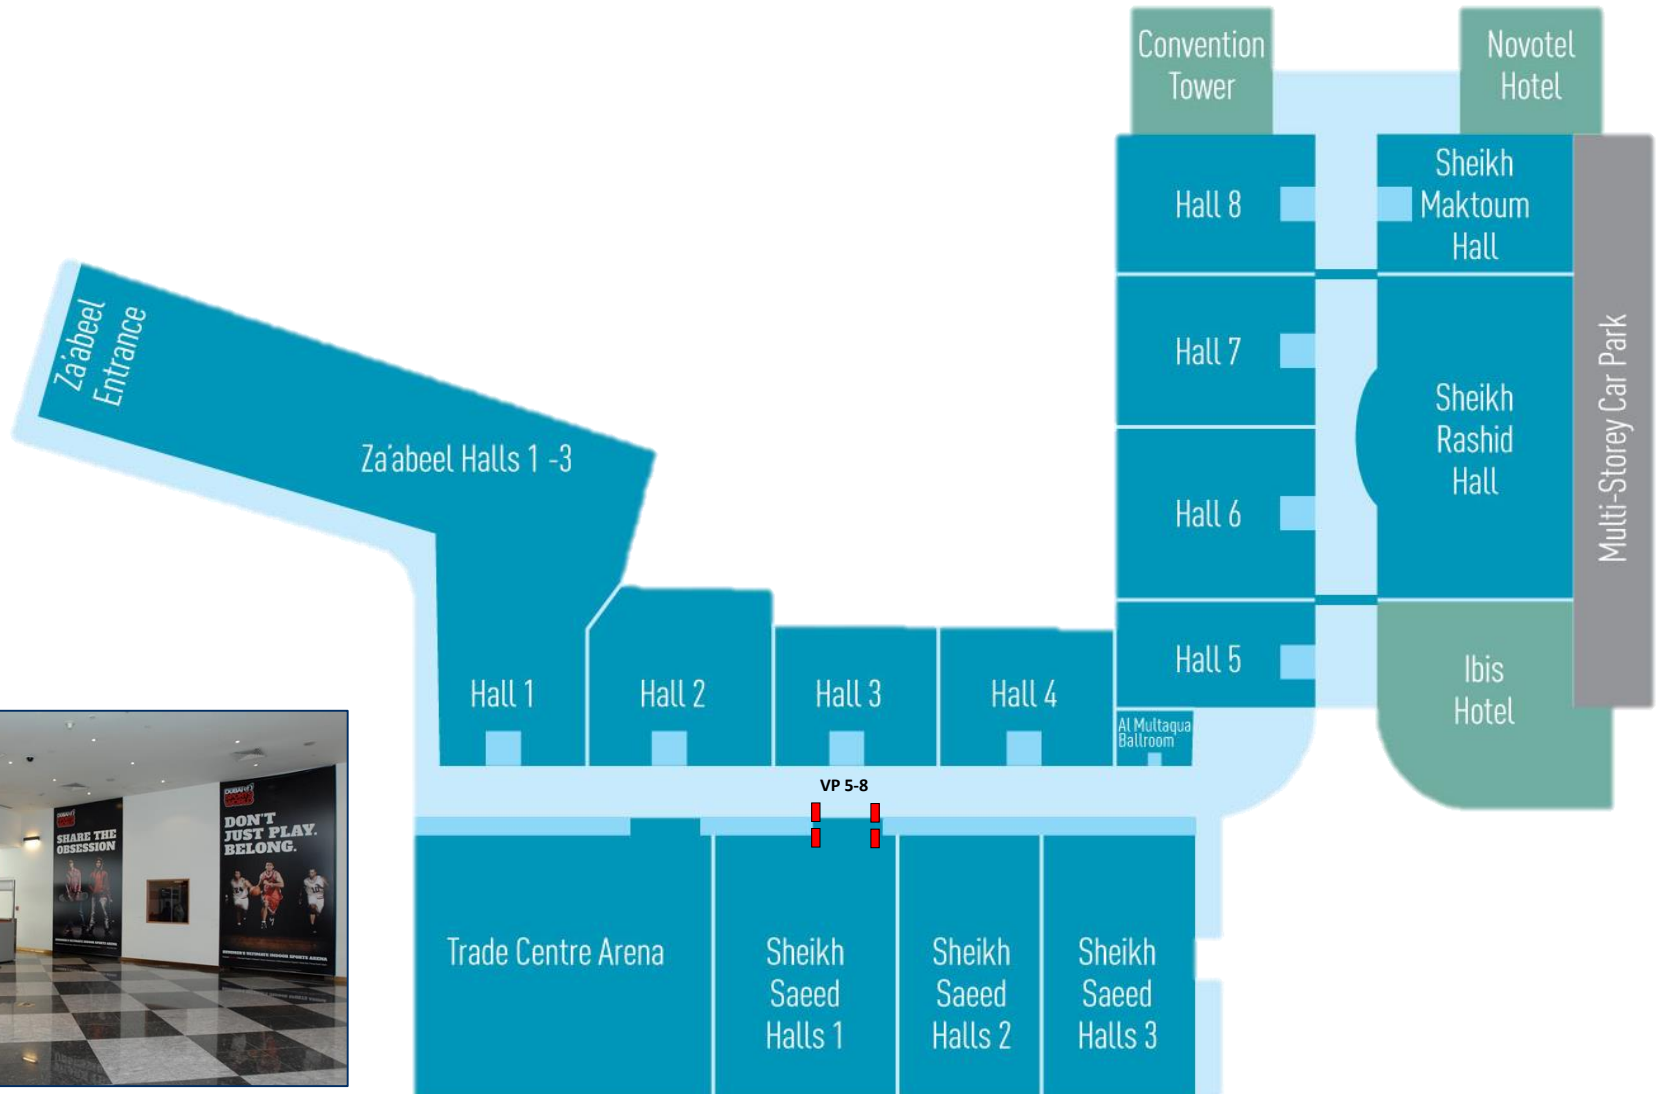 Convention
Tower
Novotel
Hotel
Hall 8
Sheikh
Maktoum
Hall
Za'abeel
Entrance
Hall 7
Za'abeel Halls 1 -3
Sheikh
Rashid
Hall
Multi-Storey Car Park
Hall 6
Hall 5
Hall 1
Hall 2
Hall 3
Hall 4
Ibis
Hotel
Al Multaqua
Ballroom
VP 5-8
SHARE THE
OBSESSION
DON'T
JUST PLAY.
BELONG.
Trade Centre Arena
Sheikh
Saeed
Halls 1
Sheikh
Saeed
Halls 2
Sheikh
Saeed
Halls 3